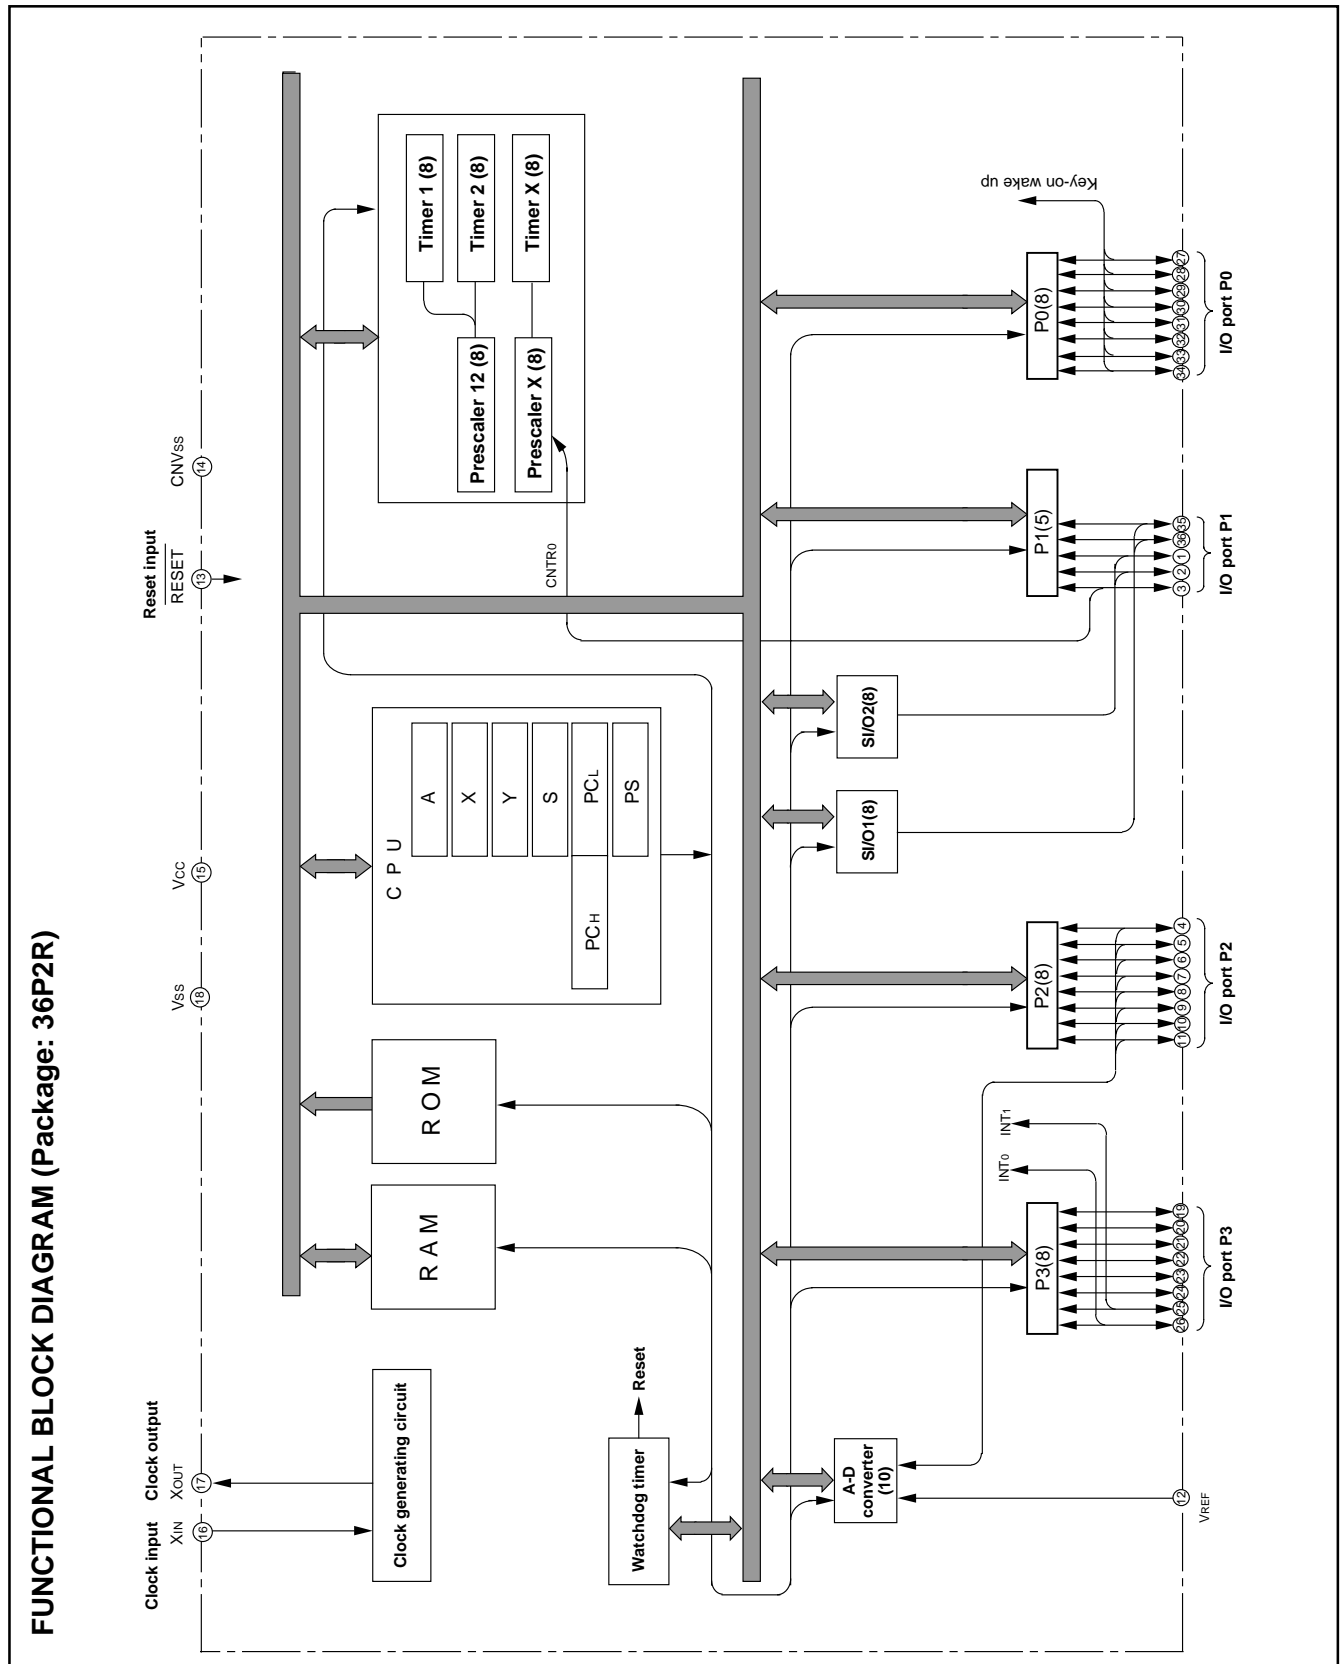 FUNCTIONAL BLOCK DIAGRAM (Package: 36P2R)
Clock input
XIN
16
Clock output
XOUT
17
VSS
18
VCC
15
Reset input
RESET
13
CNVSS
14
Clock generating circuit
RAM
ROM
CPU
A
X
Y
S
PCH
PCL
PS
Prescaler 12 (8)
Prescaler X (8)
Timer 1 (8)
Timer 2 (8)
Timer X (8)
CNTR0
Watchdog timer
Reset
A-D
converter
(10)
SI/O1(8)
SI/O2(8)
INT0
INT1
Key-on wake up
P3(8)
P2(8)
P1(5)
P0(8)
12
VREF
26 25 24 23 22 21 20 19
I/O port P3
11 10 9 8 7 6 5 4
I/O port P2
3 2 1 36 35
I/O port P1
34 33 32 31 30 29 28 27
I/O port P0